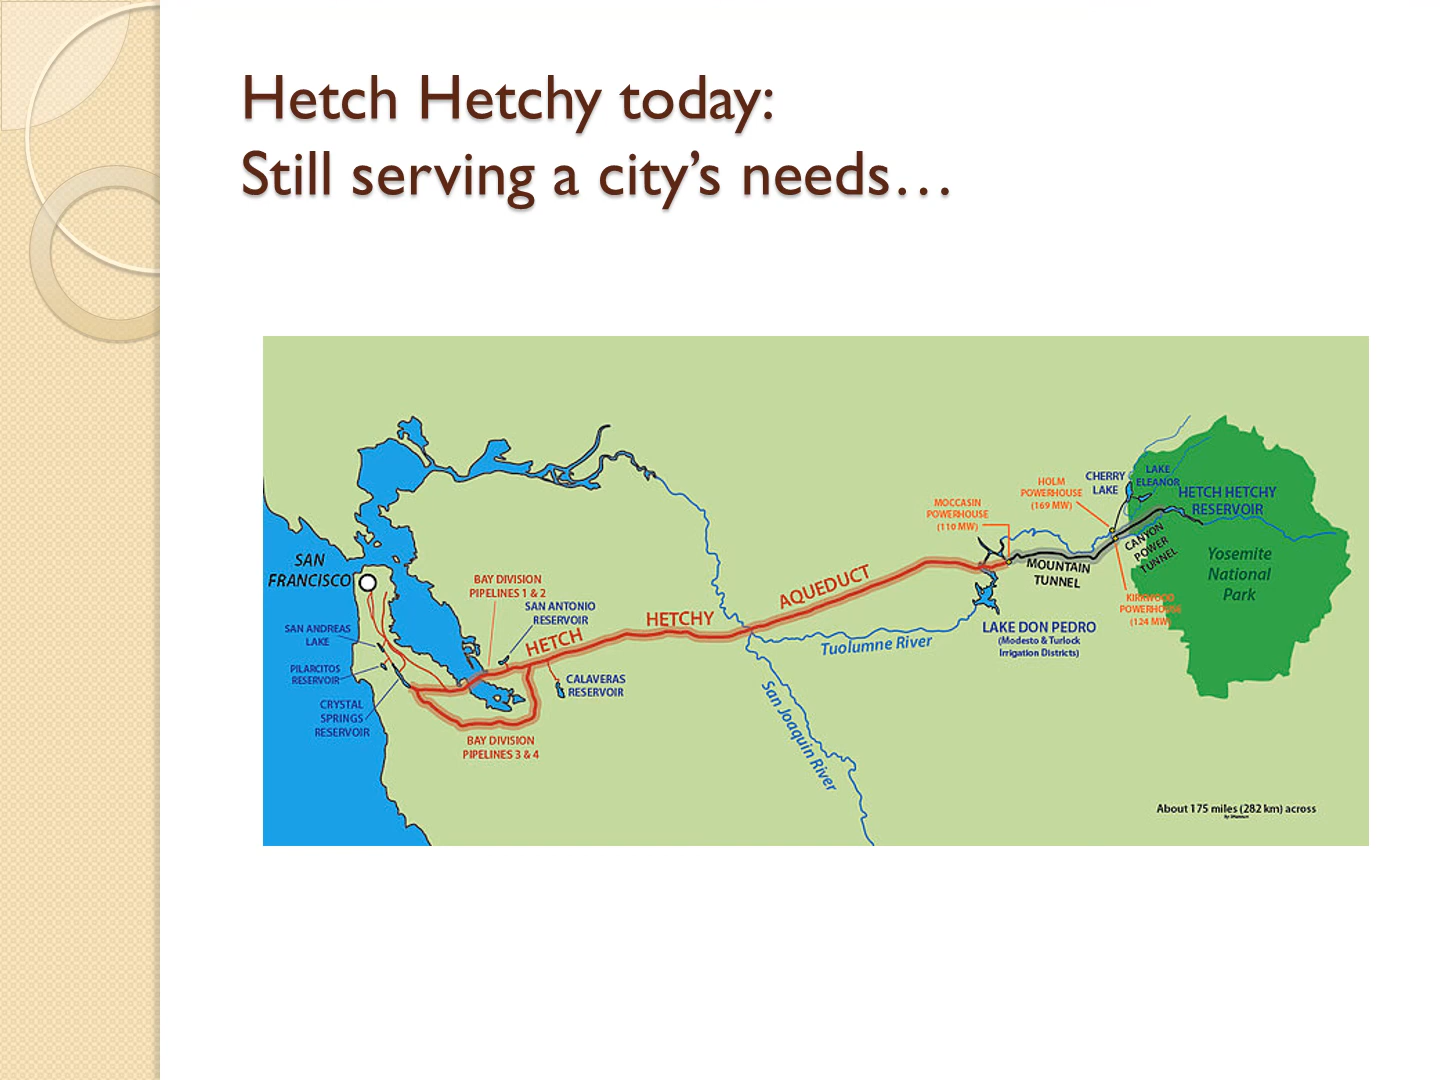 Hetch Hetchy today:
Still serving a city’s needs…
SAN
FRANCISCO
SAN ANDREAS
LAKE
PILARCITOS
RESERVOIR
CRYSTAL
SPRINGS
RESERVOIR
BAY DIVISION
PIPELINES 1 & 2
SAN ANTONIO
RESERVOIR
HETCH HETCHY AQUEDUCT
CALAVERAS
RESERVOIR
BAY DIVISION
PIPELINES 3 & 4
San Joaquin River
Tuolumne River
MOCCASIN
POWERHOUSE
(110 MW)
HOLM
POWERHOUSE
(169 MW)
CHERRY
LAKE
LAKE
ELEANOR
HETCH HETCHY
RESERVOIR
CANYON
POWER
TUNNEL
MOUNTAIN
TUNNEL
KIRKWOOD
POWERHOUSE
(124 MW)
LAKE DON PEDRO
(Modesto & Turlock
Irrigation Districts)
Yosemite
National
Park
About 175 miles (282 km) across